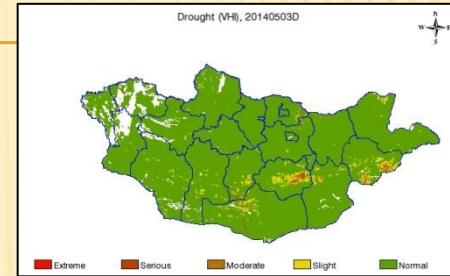 Drought (VHI), 20140503D
N
W E
S
Extreme Serious Moderate Slight Normal